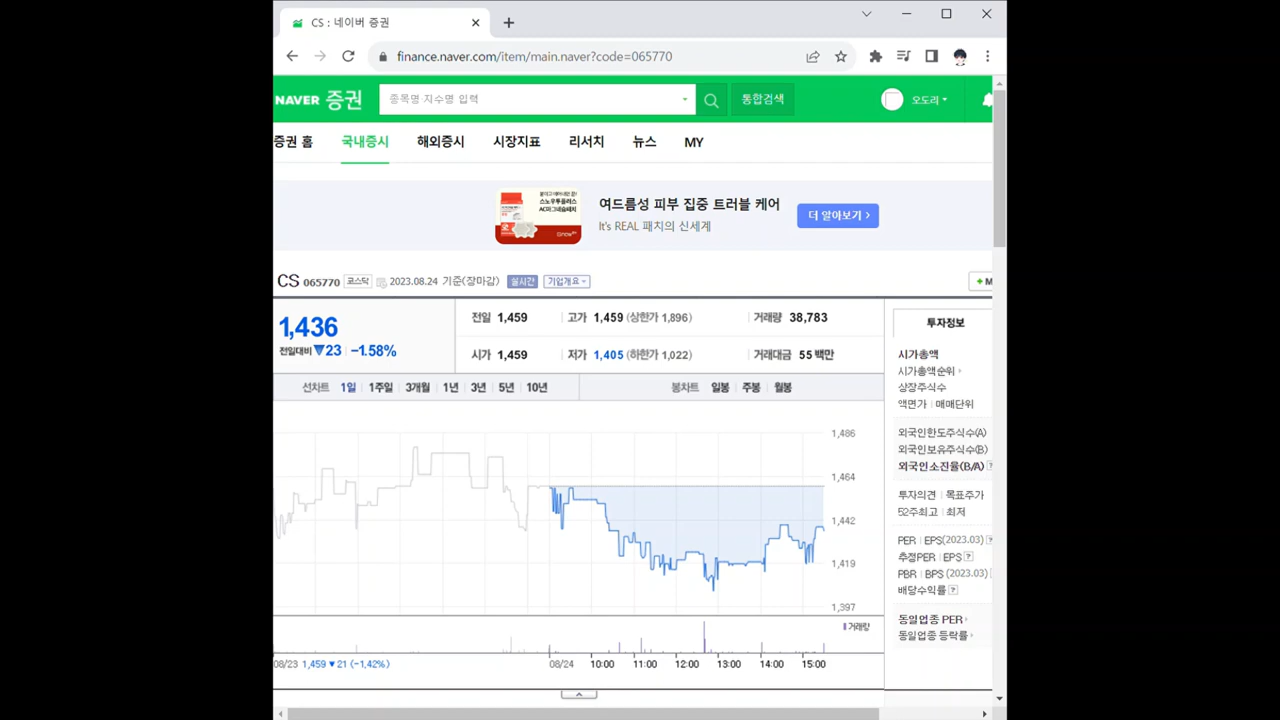 CS : 네이버 증권
finance.naver.com/item/main.naver?code=065770
NAVER 증권
종목명·지수명 입력
통합검색
오도리
증권 홈 국내증시 해외증시 시장지표 리서치 뉴스 MY
스노우투플러스
여드름성 피부 집중 트러블 케어
It's REAL 패치의 신세계
더 알아보기
CS 065770 코스닥 2023.08.24 기준(장마감) 실시간 기업개요
1,436
전일대비 ▼23 | -1.58%
전일 1,459 | 고가 1,459 (상한가 1,896) | 거래량 38,783
시가 1,459 | 저가 1,405 (하한가 1,022) | 거래대금 55 백만
선차트 1일 1주일 3개월 1년 3년 5년 10년
봉차트 일봉 주봉 월봉
1,486
1,464
1,442
1,419
1,397
거래량
08/23 1,459 ▼21 (-1,42%)
08/24 10:00 11:00 12:00 13:00 14:00 15:00
투자정보
시가총액
시가총액순위
상장주식수
액면가 | 매매단위
외국인한도주식수(A)
외국인보유주식수(B)
외국인소진율(B/A) ?
투자의견 | 목표주가
52주최고 | 최저
PER | EPS(2023.03) ?
추정PER | EPS ?
PBR | BPS (2023.03)
배당수익률 ?
동일업종 PER
동일업종 등락률